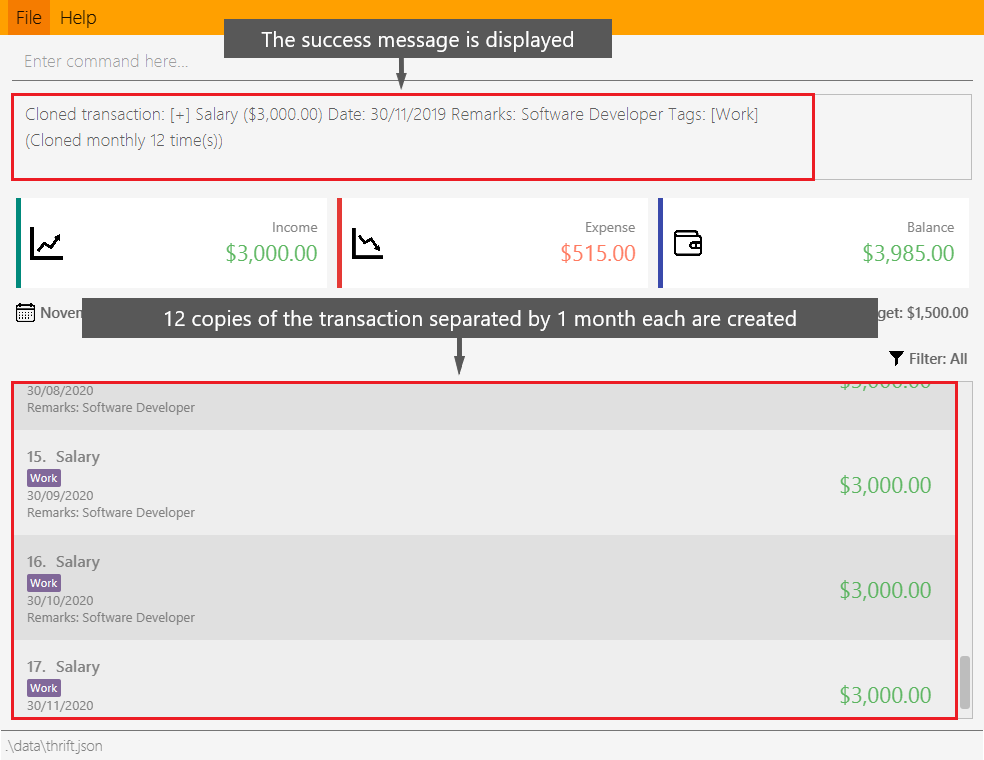 File Help
The success message is displayed
Enter command here...
Cloned transaction: [+] Salary ($3,000.00) Date: 30/11/2019 Remarks: Software Developer Tags: [Work]
(Cloned monthly 12 time(s))
Income
$3,000.00
Expense
$515.00
Balance
$3,985.00
12 copies of the transaction separated by 1 month each are created
$1,500.00
Filter: All
30/08/2020
$3,000.00
Remarks: Software Developer
15. Salary
Work
30/09/2020
Remarks: Software Developer
$3,000.00
16. Salary
Work
30/10/2020
Remarks: Software Developer
$3,000.00
17. Salary
Work
30/11/2020
$3,000.00
.\data\thrift.json